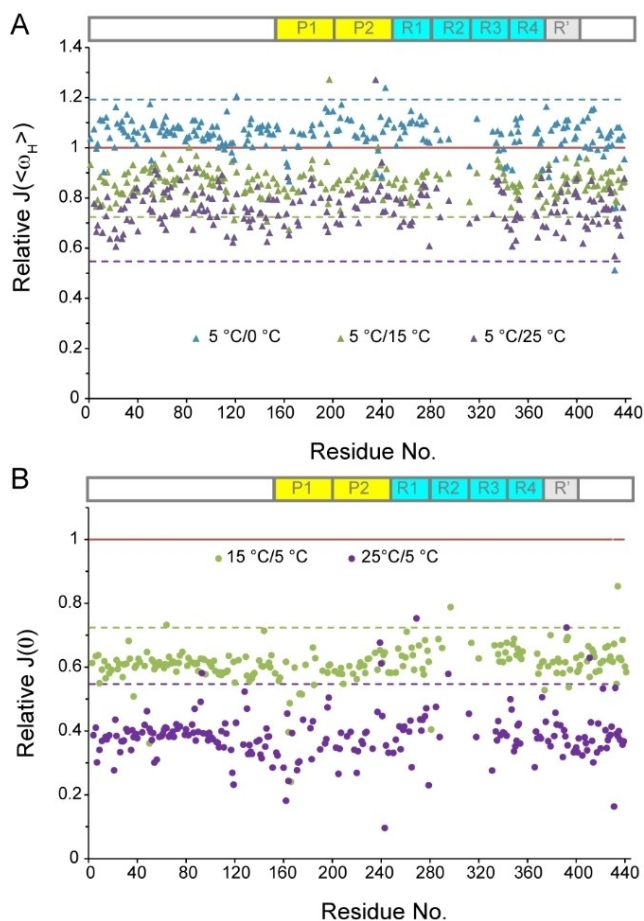 A
P1 P2 R1 R2 R3 R4 R'
1.4
1.2
1
0.8
0.6
0.4
0.2
0
Relative J(<ω_H>)
5 °C/0 °C 5 °C/15 °C 5 °C/25 °C
0 40 80 120 160 200 240 280 320 360 400 440
Residue No.
B
P1 P2 R1 R2 R3 R4 R'
1
0.8
0.6
0.4
0.2
0
Relative J(0)
15 °C/5 °C 25°C/5 °C
0 40 80 120 160 200 240 280 320 360 400 440
Residue No.